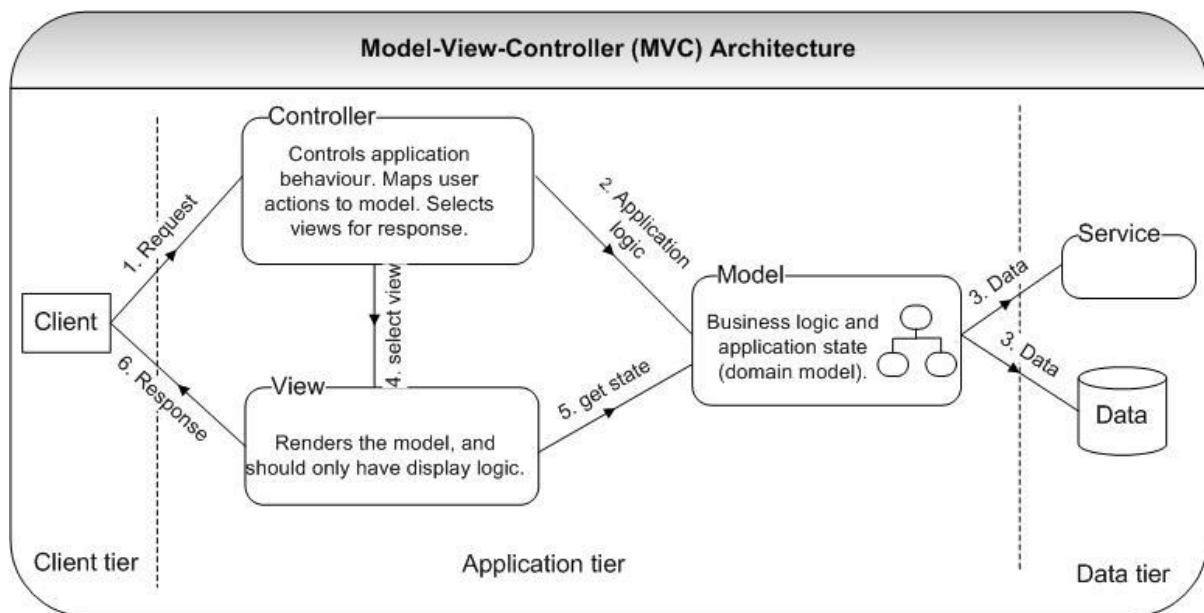 Model-View-Controller (MVC) Architecture
Controller
Controls application
behaviour. Maps user
actions to model. Selects
views for response.
1. Request
2. Application
logic
Service
Model
Business logic and
application state
(domain model).
3. Data
3. Data
Client
4. select view
6. Response
View
Renders the model, and
should only have display logic.
5. get state
Data
Client tier
Application tier
Data tier